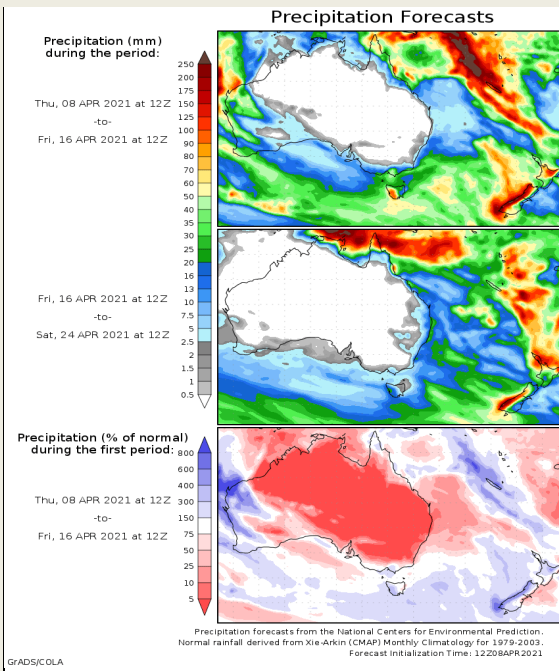 Precipitation Forecasts
Precipitation (mm)
during the period:
Thu, 08 APR 2021 at 12Z
-to-
Fri, 16 APR 2021 at 12Z
250
200
175
150
125
100
90
80
70
60
50
40
35
30
25
20
16
13
10
7.5
5
2.5
2
1.5
1
0.5
Fri, 16 APR 2021 at 12Z
-to-
Sat, 24 APR 2021 at 12Z
Precipitation (% of normal)
during the first period:
Thu, 08 APR 2021 at 12Z
-to-
Fri, 16 APR 2021 at 12Z
800
600
400
300
150
75
50
25
10
5
Precipitation forecasts from the National Centers for Environmental Prediction.
Normal rainfall derived from Xie-Arkin (CMAP) Monthly Climatology for 1979-2003.
Forecast Initialization Time: 12Z08APR2021
GrADS/COLA